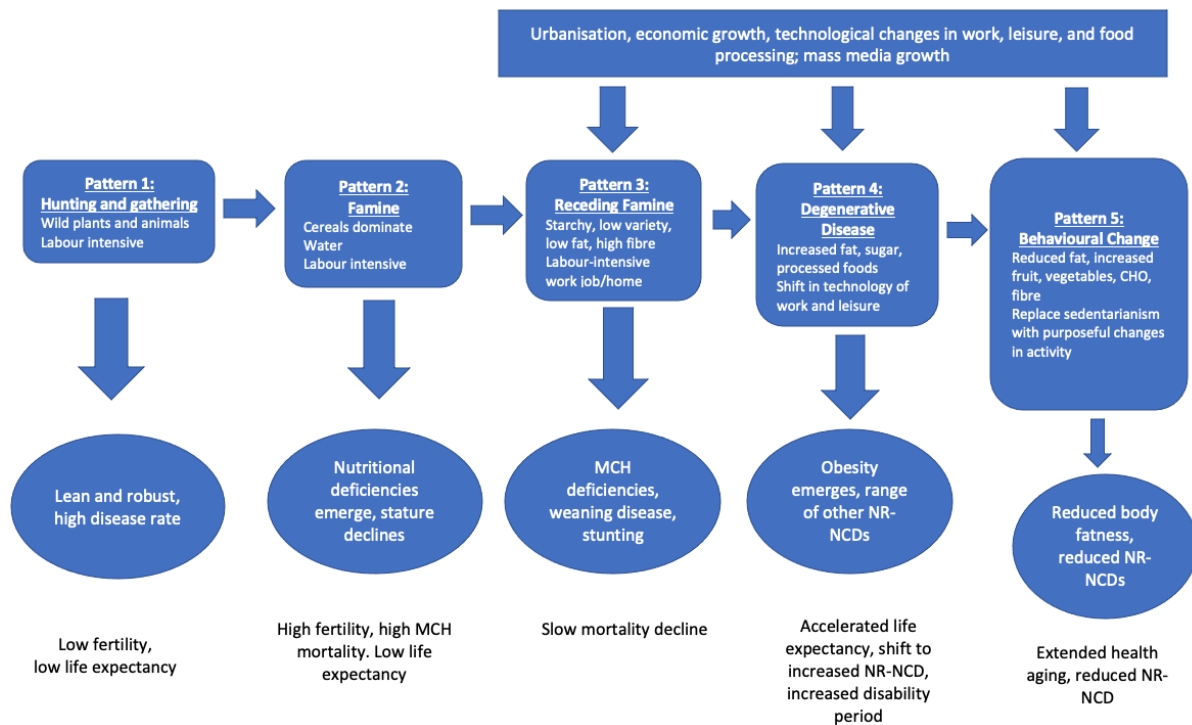 Urbanisation, economic growth, technological changes in work, leisure, and food
processing; mass media growth
Pattern 1:
Hunting and gathering
Wild plants and animals
Labour intensive
Pattern 2:
Famine
Cereals dominate
Water
Labour intensive
Pattern 3:
Receding Famine
Starchy, low variety,
low fat, high fibre
Labour-intensive
work job/home
Pattern 4:
Degenerative
Disease
Increased fat, sugar,
processed foods
Shift in technology of
work and leisure
Pattern 5:
Behavioural Change
Reduced fat, increased
fruit, vegetables, CHO,
fibre
Replace sedentarianism
with purposeful changes
in activity
Lean and robust,
high disease rate
Nutritional
deficiencies
emerge, stature
declines
MCH
deficiencies,
weaning disease,
stunting
Obesity
emerges, range
of other NR-
NCDs
Reduced body
fatness,
reduced NR-
NCDs
Low fertility,
low life expectancy
High fertility, high MCH
mortality. Low life
expectancy
Slow mortality decline
Accelerated life
expectancy, shift to
increased NR-NCD,
increased disability
period
Extended health
aging, reduced NR-
NCD